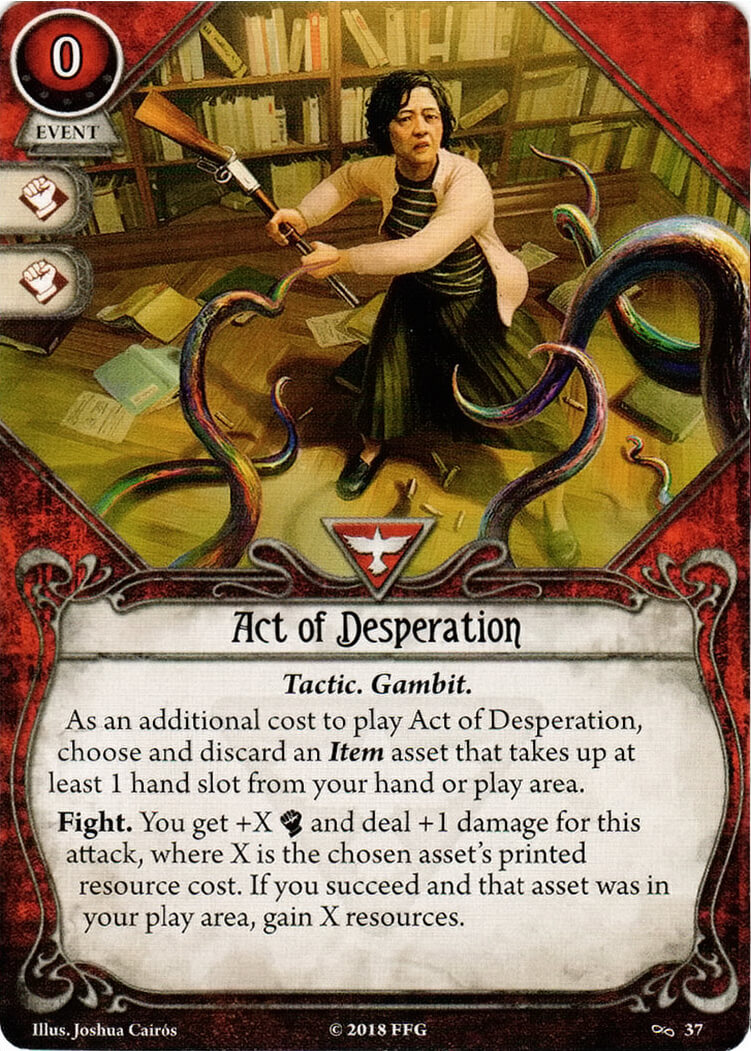 0
EVENT
Act of Desperation
Tactic. Gambit.
As an additional cost to play Act of Desperation,
choose and discard an Item asset that takes up at
least 1 hand slot from your hand or play area.
Fight. You get +X and deal +1 damage for this
attack, where X is the chosen asset's printed
resource cost. If you succeed and that asset was in
your play area, gain X resources.
Illus. Joshua Cairós © 2018 FFG 37